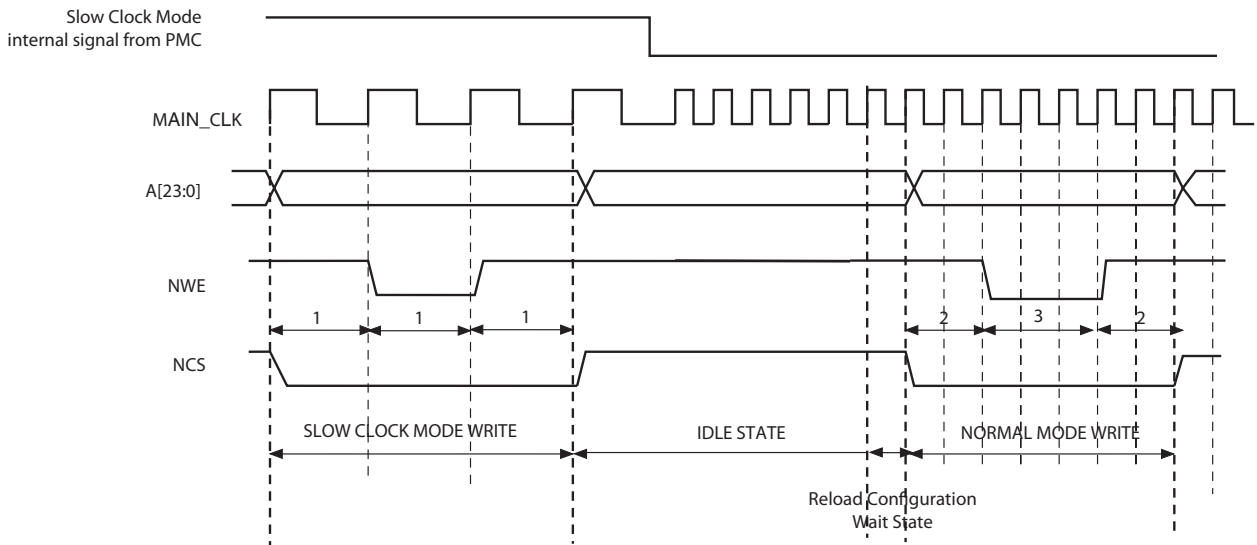 Slow Clock Mode
internal signal from PMC
MAIN_CLK
A[23:0]
NWE
1 1 1 2 3 2
NCS
SLOW CLOCK MODE WRITE IDLE STATE NORMAL MODE WRITE
Reload Configuration
Wait State